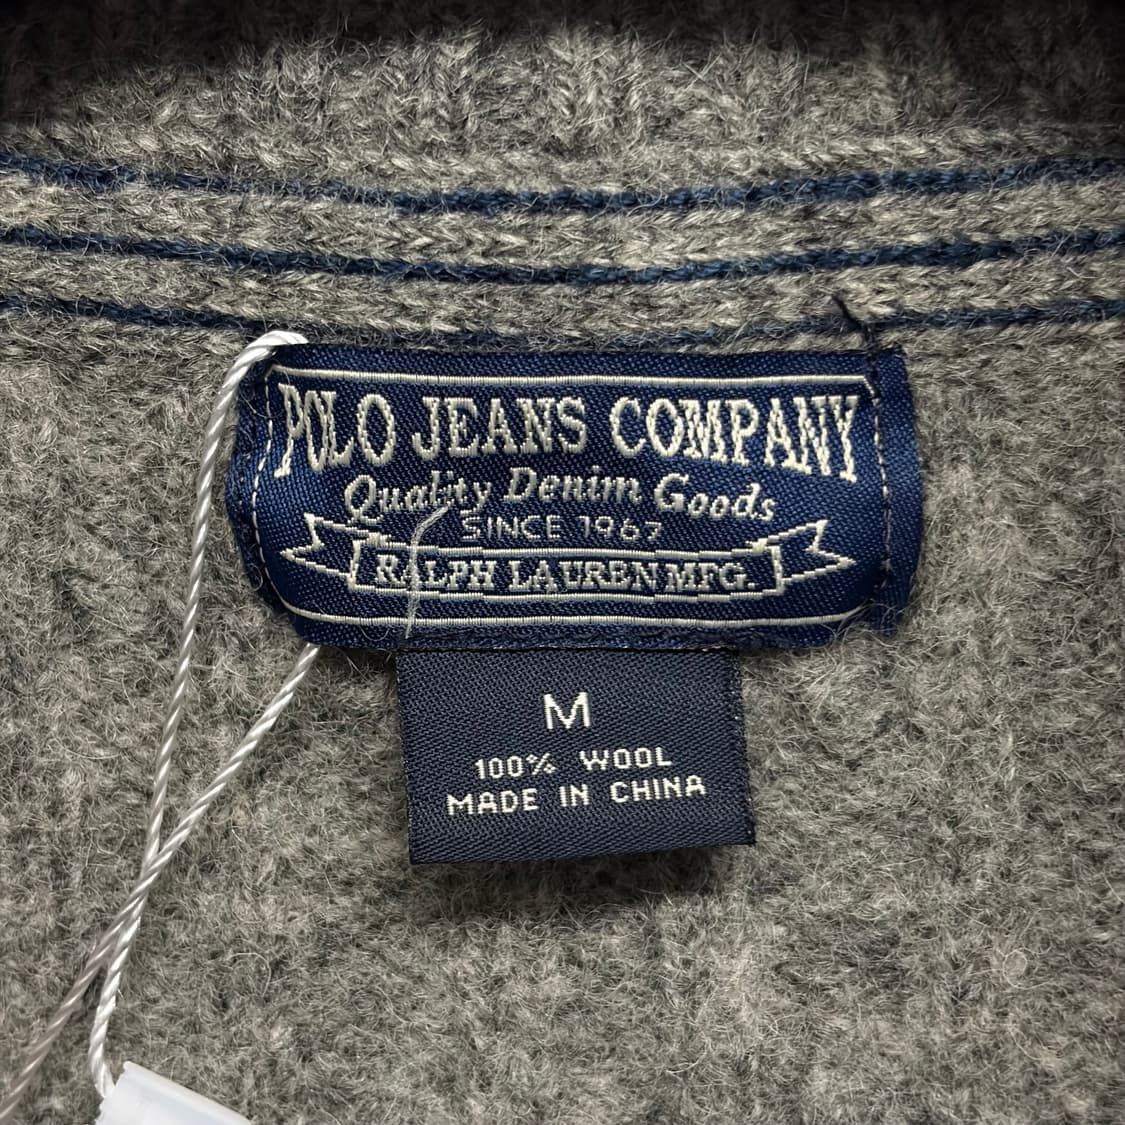 POLO JEANS COMPANY
Quality Denim Goods
SINCE 1967
RALPH LAUREN MFG.
M
100% WOOL
MADE IN CHINA